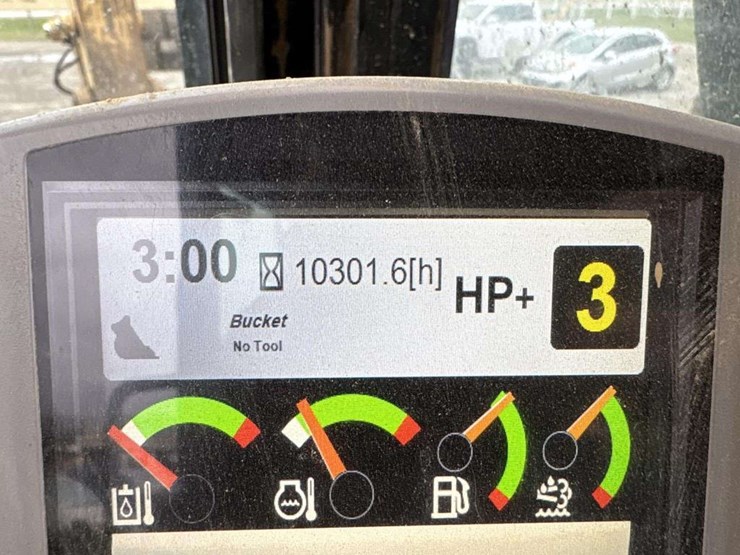 3:00 10301.6[h] HP+ 3
Bucket
No Tool